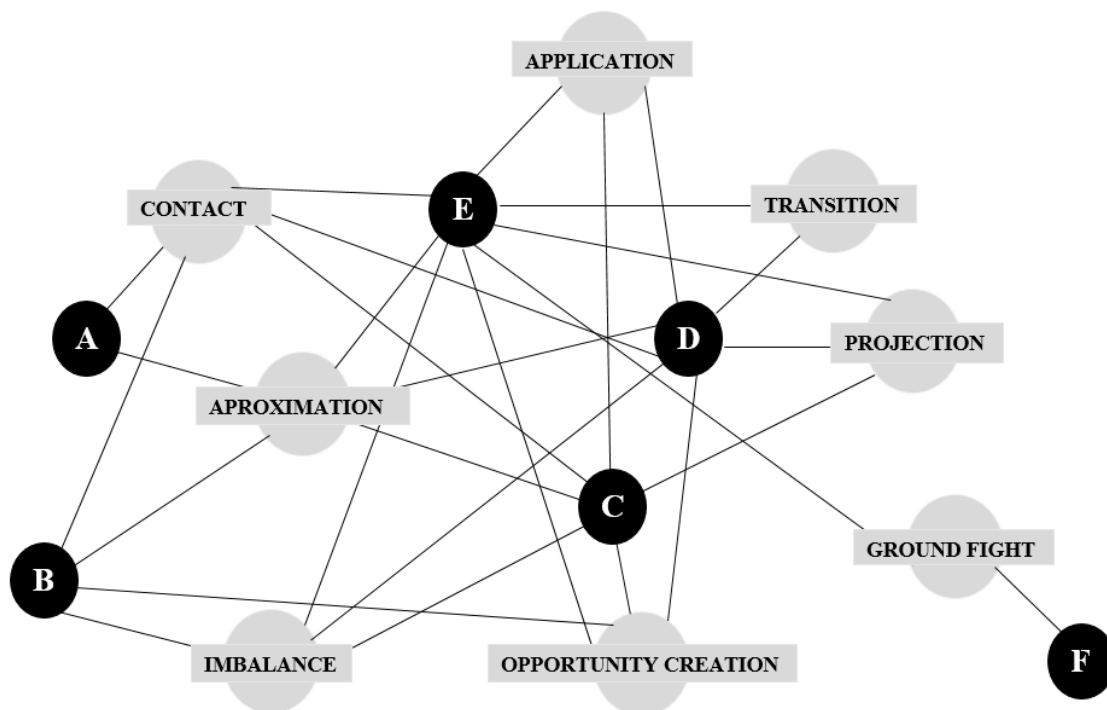 APPLICATION
CONTACT
E
TRANSITION
A
D
PROJECTION
APROXIMATION
C
GROUND FIGHT
B
IMBALANCE
OPPORTUNITY CREATION
F